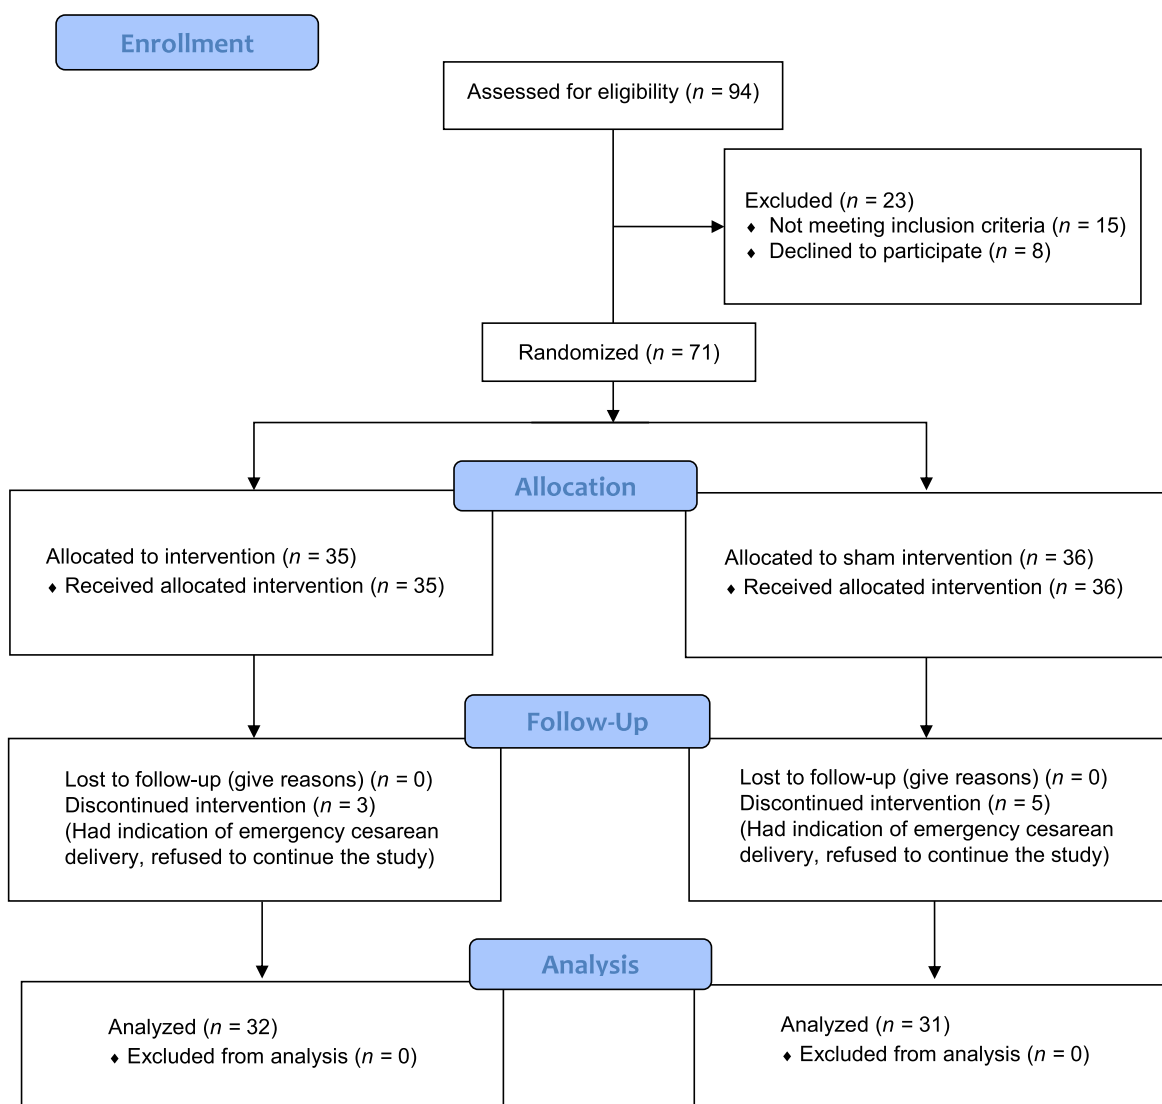 Enrollment
Assessed for eligibility (n = 94)
Excluded (n = 23)
♦ Not meeting inclusion criteria (n = 15)
♦ Declined to participate (n = 8)
Randomized (n = 71)
Allocation
Allocated to intervention (n = 35)
♦ Received allocated intervention (n = 35)
Allocated to sham intervention (n = 36)
♦ Received allocated intervention (n = 36)
Follow-Up
Lost to follow-up (give reasons) (n = 0)
Discontinued intervention (n = 3)
(Had indication of emergency cesarean
delivery, refused to continue the study)
Lost to follow-up (give reasons) (n = 0)
Discontinued intervention (n = 5)
(Had indication of emergency cesarean
delivery, refused to continue the study)
Analysis
Analyzed (n = 32)
♦ Excluded from analysis (n = 0)
Analyzed (n = 31)
♦ Excluded from analysis (n = 0)